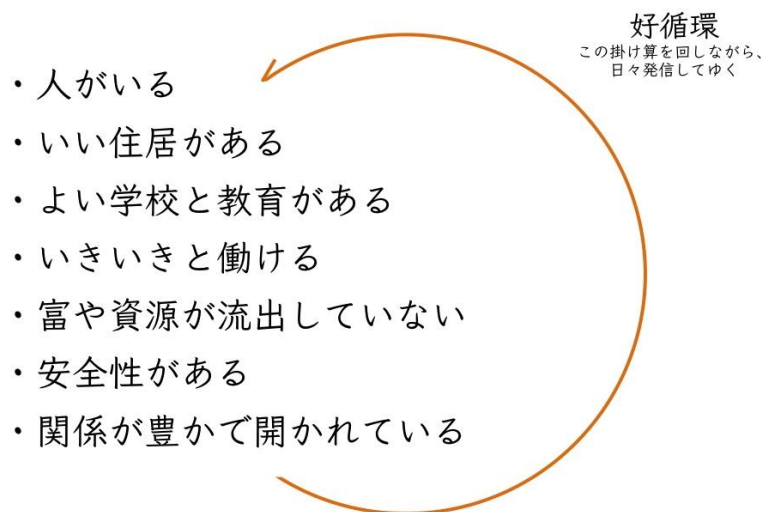 好循環
この掛け算を回しながら、
日々発信してゆく
・人がいる
・いい住居がある
・よい学校と教育がある
・いきいきと働ける
・富や資源が流出していない
・安全性がある
・関係が豊かで開かれている